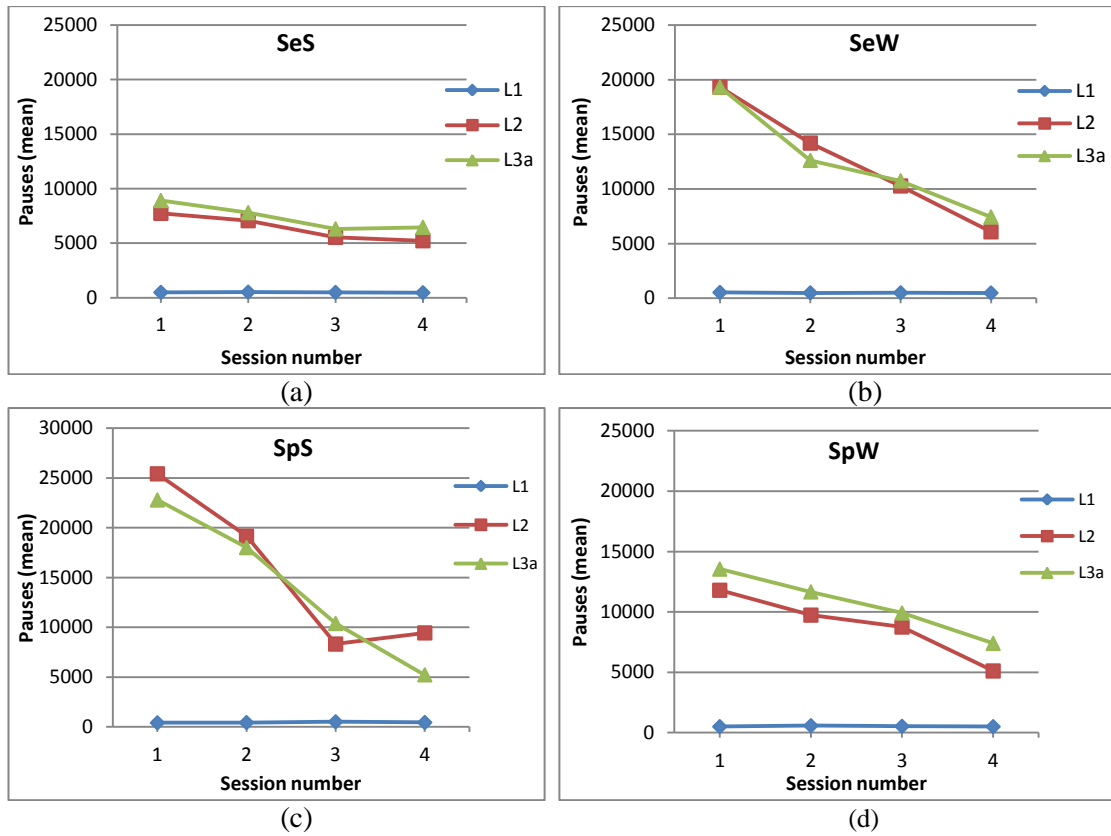 SeS
25000
20000
15000
10000
5000
0
Pauses (mean)
1 2 3 4
Session number
L1
L2
L3a
(a)
SeW
25000
20000
15000
10000
5000
0
Pauses (mean)
1 2 3 4
Session number
L1
L2
L3a
(b)
SpS
30000
25000
20000
15000
10000
5000
0
Pauses (mean)
1 2 3 4
Session number
L1
L2
L3a
(c)
SpW
25000
20000
15000
10000
5000
0
Pauses (mean)
1 2 3 4
Session number
L1
L2
L3a
(d)